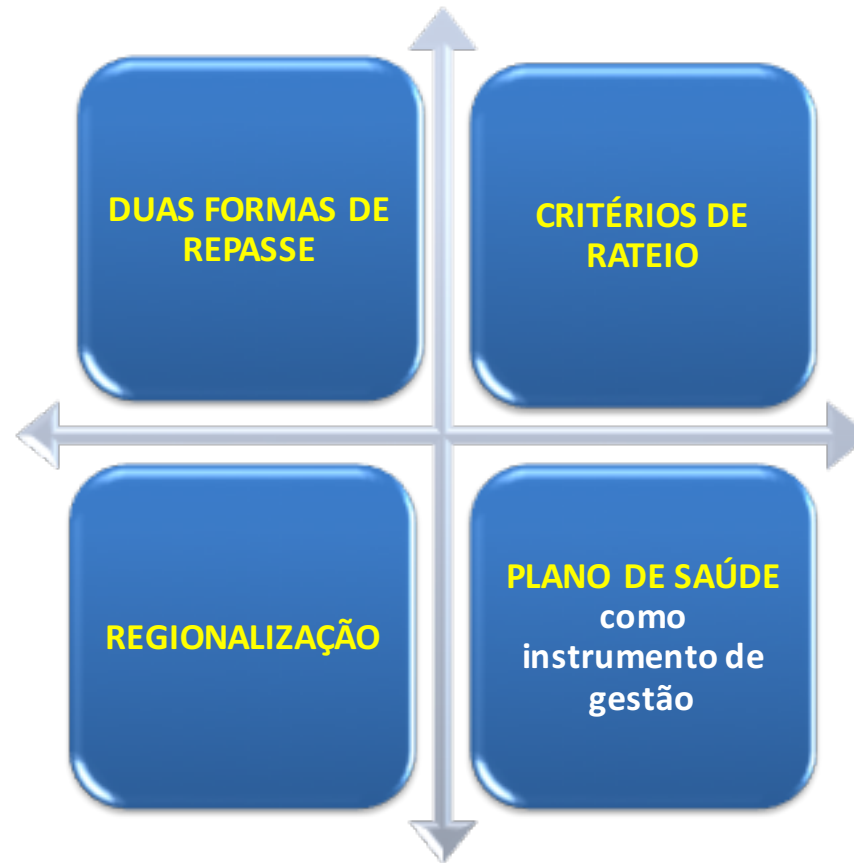 DUAS FORMAS DE
REPASSE
CRITÉRIOS DE
RATEIO
REGIONALIZAÇÃO
PLANO DE SAÚDE
como
instrumento de
gestão